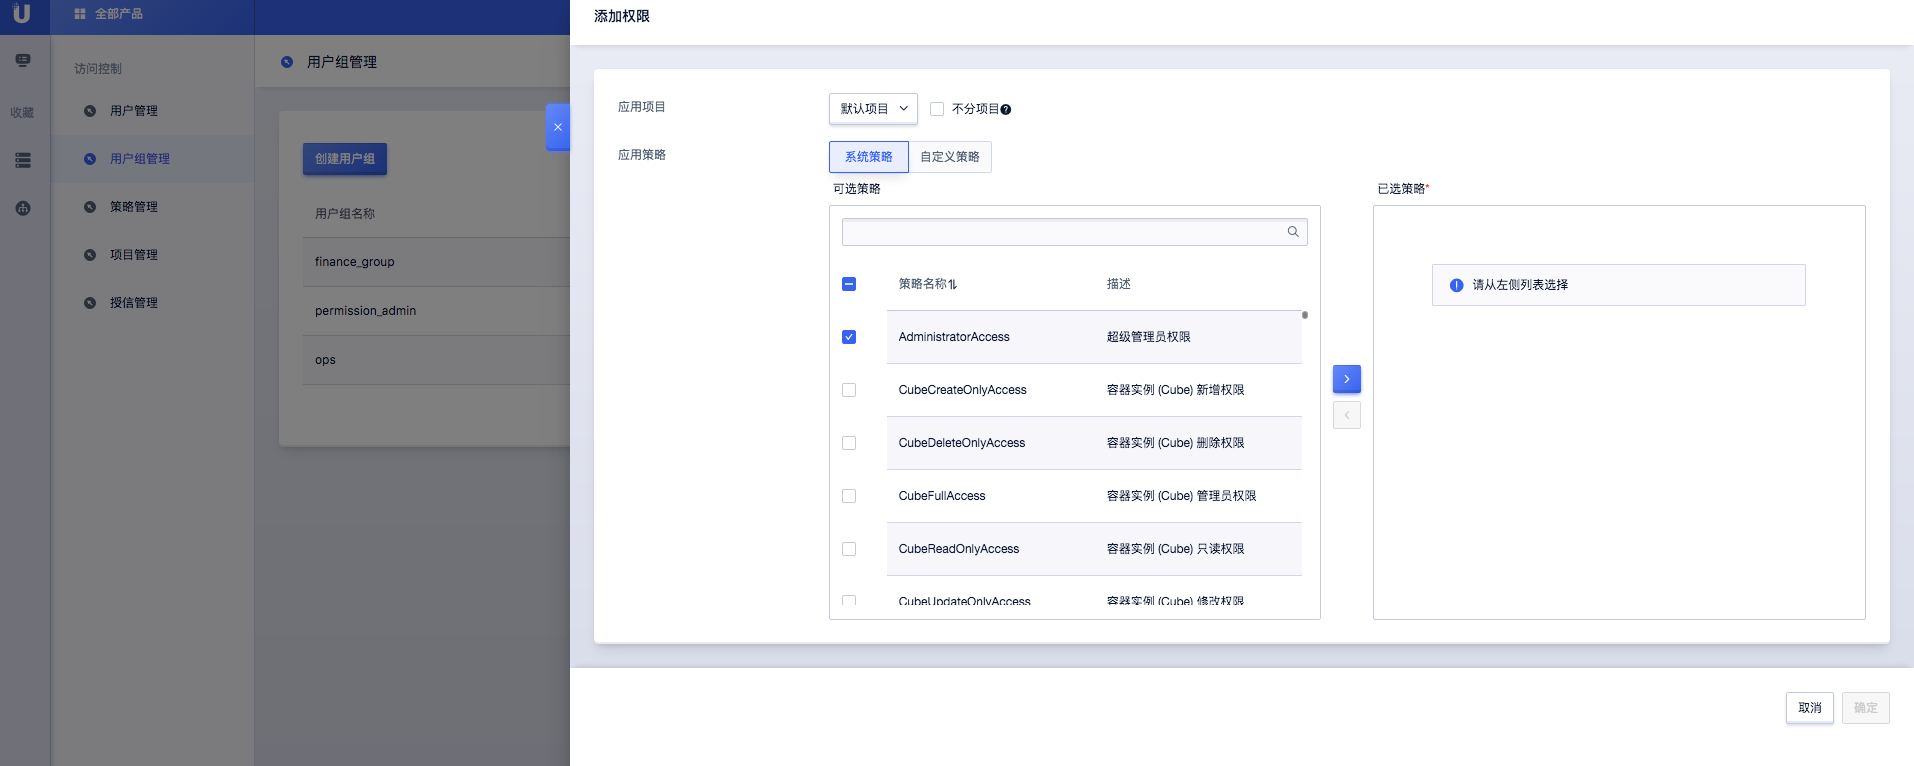 全部产品
添加权限
收藏
访问控制
用户管理
用户组管理
策略管理
项目管理
授信管理
用户组管理
创建用户组
用户组名称
finance_group
permission_admin
ops
应用项目
默认项目
不分项目
应用策略
系统策略
自定义策略
可选策略
策略名称
描述
AdministratorAccess
超级管理员权限
CubeCreateOnlyAccess
容器实例 (Cube) 新增权限
CubeDeleteOnlyAccess
容器实例 (Cube) 删除权限
CubeFullAccess
容器实例 (Cube) 管理员权限
CubeReadOnlyAccess
容器实例 (Cube) 只读权限
CubeUpdateOnlyAccess
容器实例 (Cube) 修改权限
已选策略*
请从左侧列表选择
取消
确定